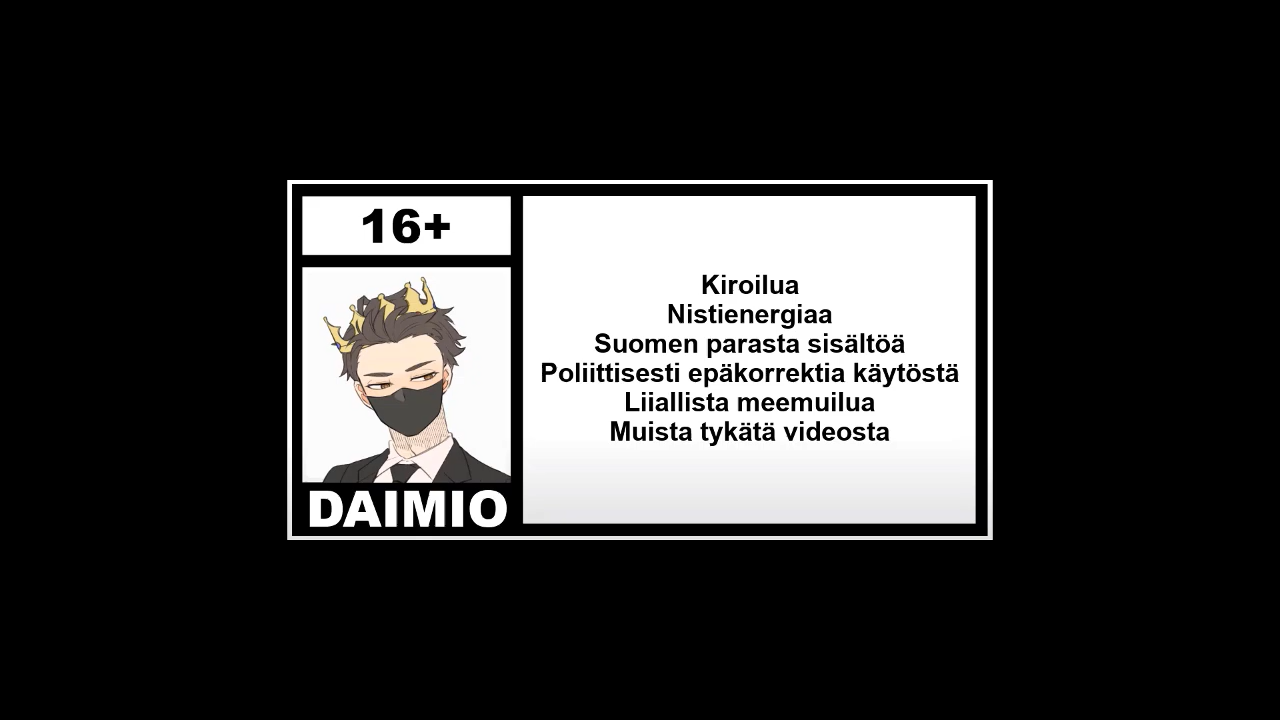 16+
DAIMIO
Kiroilua
Nistienergiaa
Suomen parasta sisältöä
Poliittisesti epäkorrektia käytöstä
Liiallista meemuilua
Muista tykätä videosta